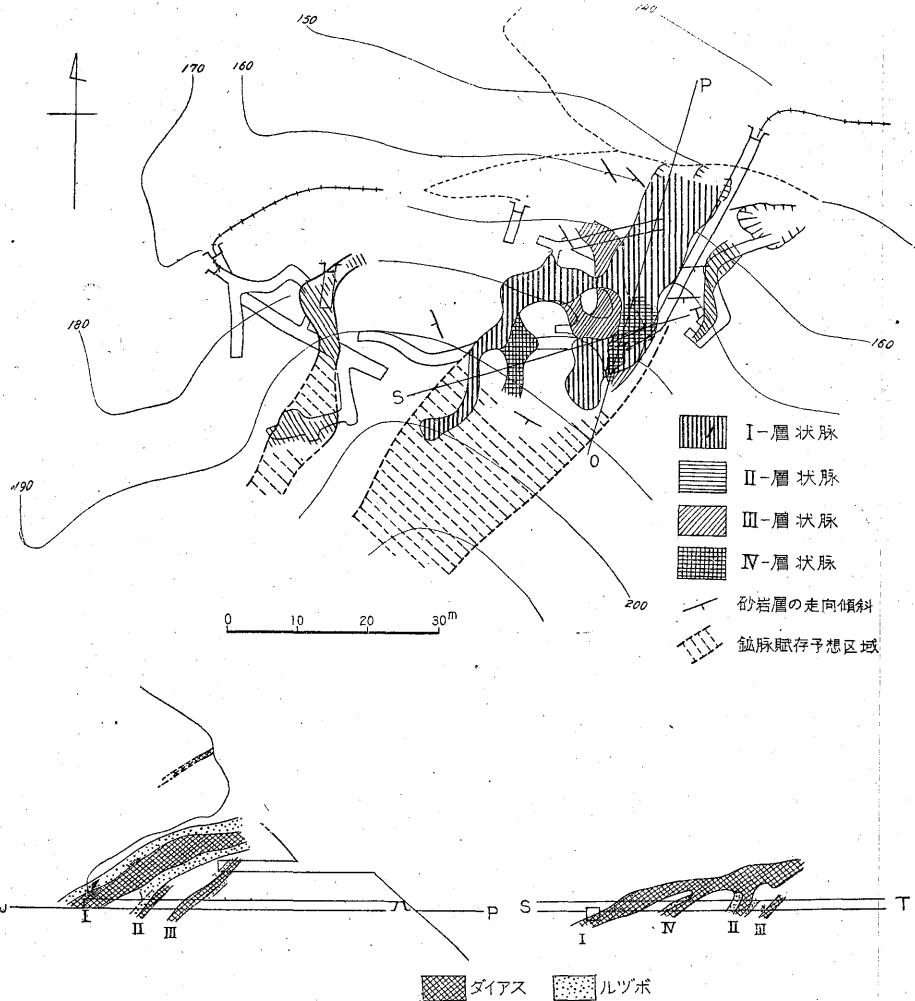 140
150
170
160
P
180
160
S
I-層状脈
O
II-層状脈
190
III-層状脈
IV-層状脈
200
砂岩層の走向傾斜
0 10 20 30m
鉱脈賦存予想区域
I
II
III
P
S
T
I
IV
II
III
ダイアス
ルツボ